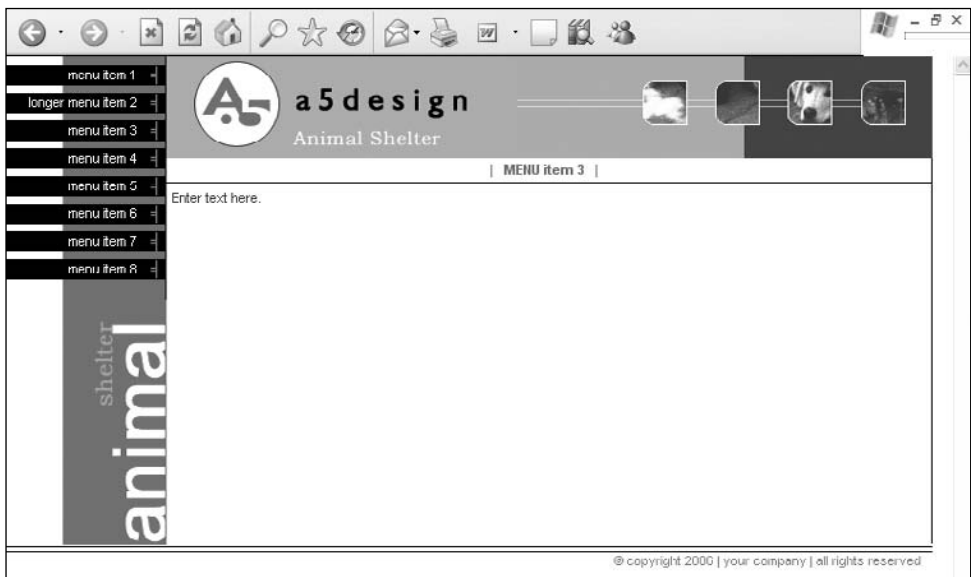 menu item 1
longer menu item 2
menu item 3
menu item 4
menu item 5
menu item 6
menu item 7
menu item 8
A5
a5design
Animal Shelter
| MENU item 3 |
Enter text here.
shelter
animal
© copyright 2006 | your company | all rights reserved